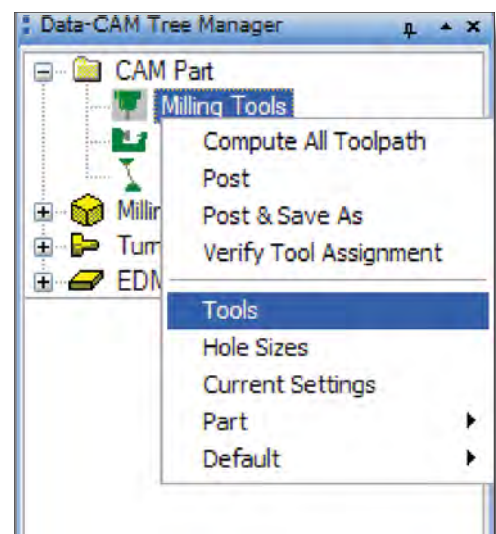 Data-CAM Tree Manager
CAM Part
Milling Tools
Compute All Toolpath
Post
Post & Save As
Verify Tool Assignment
Tools
Hole Sizes
Current Settings
Part
Default